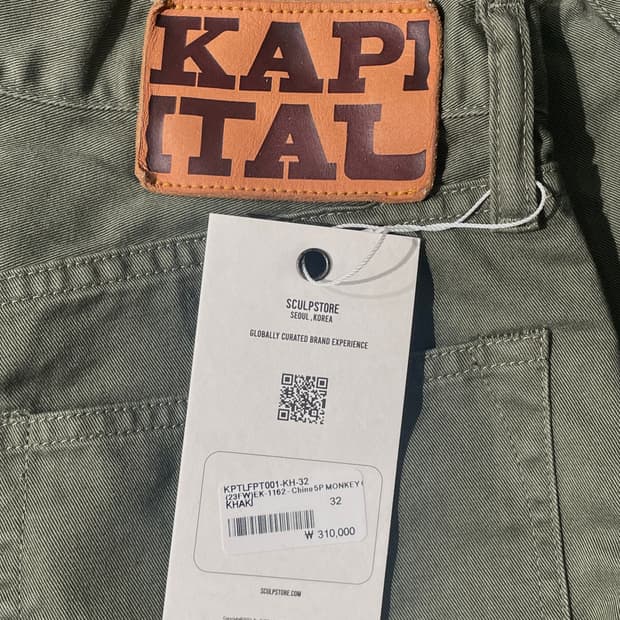 KAPI
ITAL
SCULPSTORE
SEOUL, KOREA
GLOBALLY CURATED BRAND EXPERIENCE
KPTLFPT001-KH-32
(23FW)EK-1162 - Chino 5P MONKEY
KHAKI 32
₩ 310,000
SCULPSTORE.COM